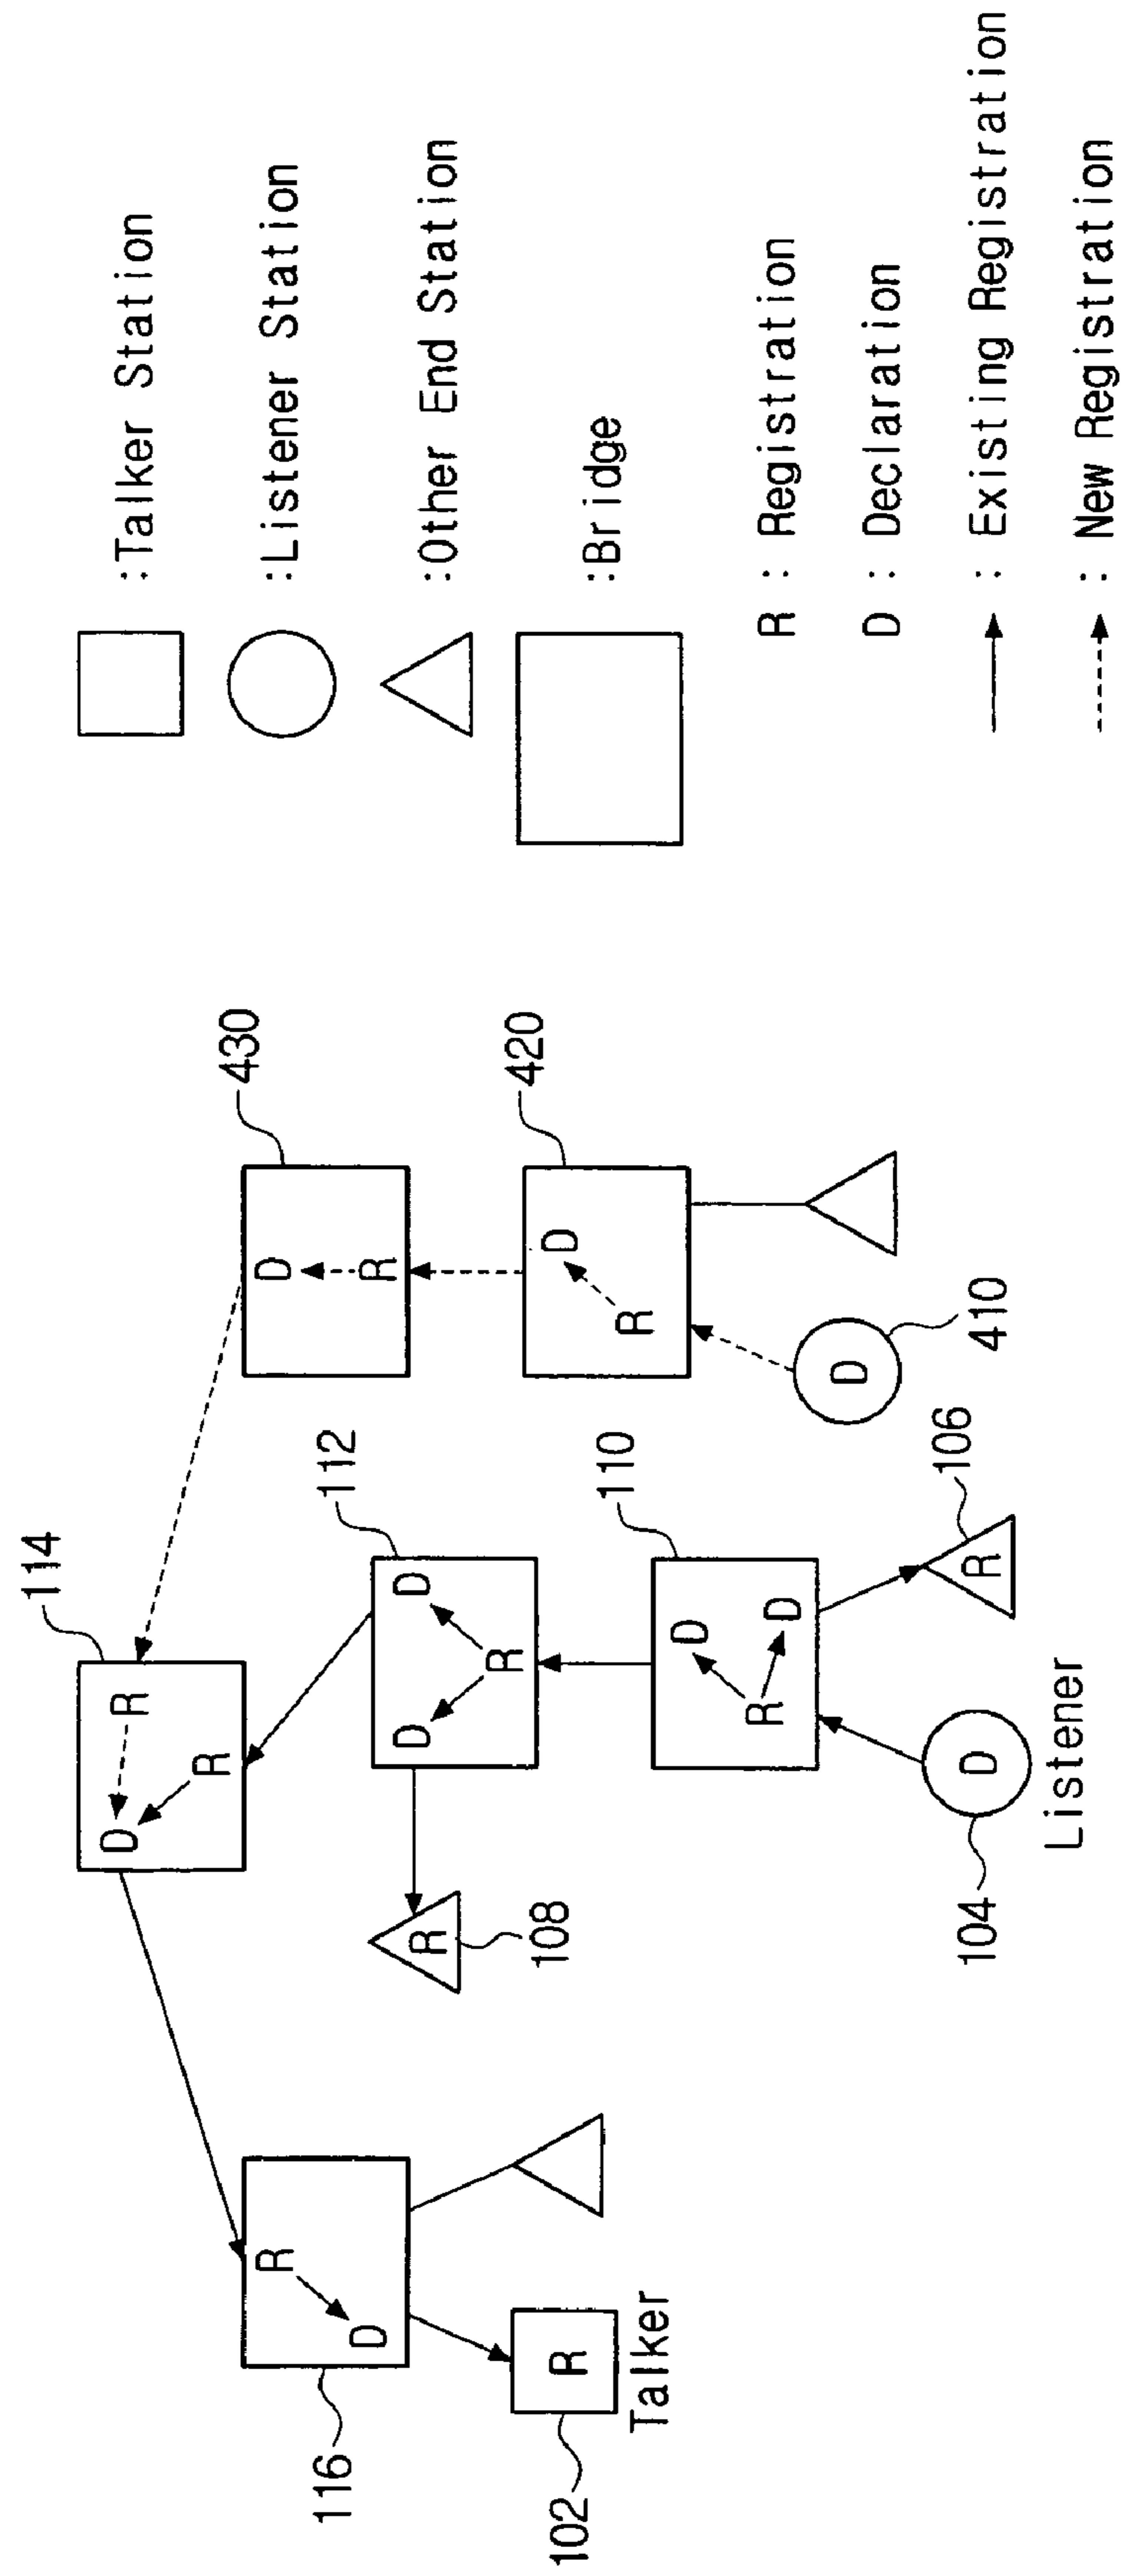 :Talker Station
:Listener Station
:Other End Station
:Bridge
R : Registration
D : Declaration
: Existing Registration
: New Registration
114
R
D
R
430
D
R
112
D
D
R
420
D
R
116
R
D
108
R
110
D
D
R
410
D
102
R
Talker
104
D
Listener
106
R